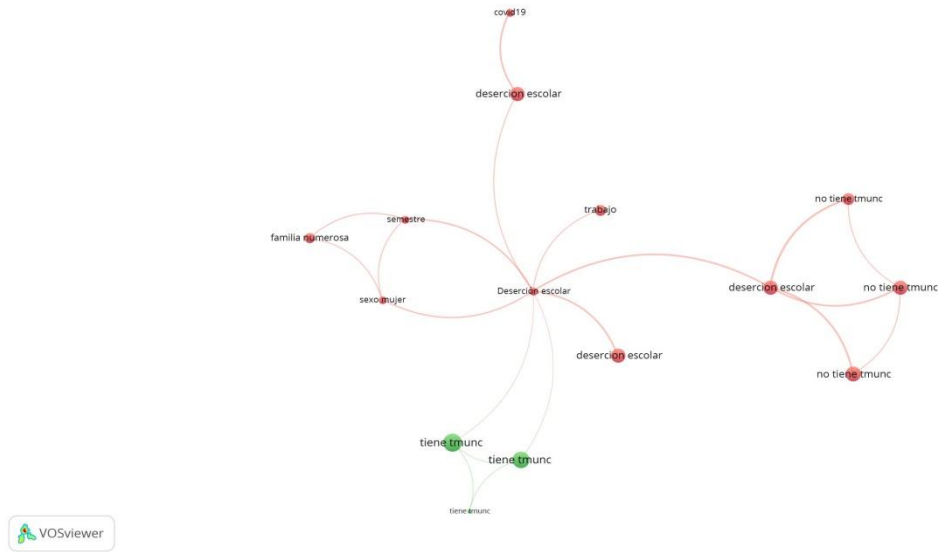 covid19
desercion escolar
no tiene tmunc
trabajo
semestre
familia numerosa
desercion escolar
no tiene tmunc
Desercion escolar
sexo mujer
desercion escolar
no tiene tmunc
tiene tmunc
tiene tmunc
tiene tmunc
VOSviewer